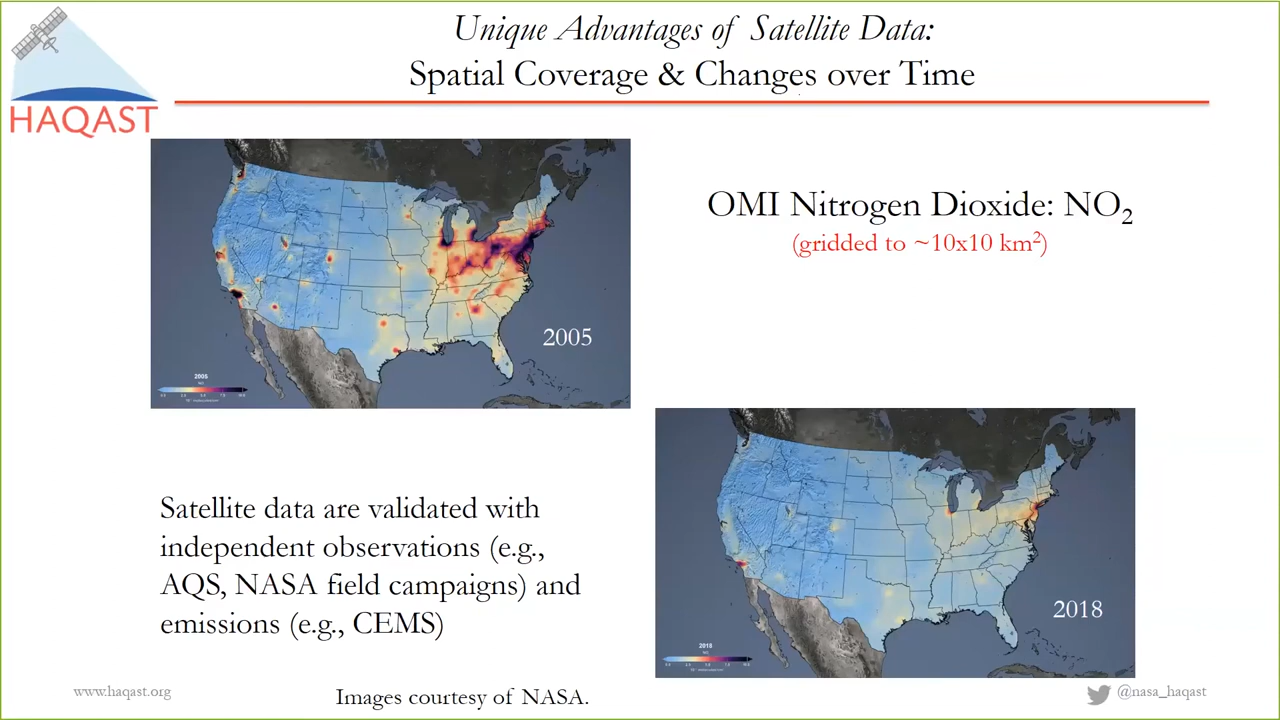 Unique Advantages of Satellite Data:
Spatial Coverage & Changes over Time
HAQAST
OMI Nitrogen Dioxide: NO₂
(gridded to ~10x10 km²)
2005
2005
Satellite data are validated with
independent observations (e.g.,
AQS, NASA field campaigns) and
emissions (e.g., CEMS)
2018
2018
www.haqast.org
Images courtesy of NASA.
@nasa_haqast